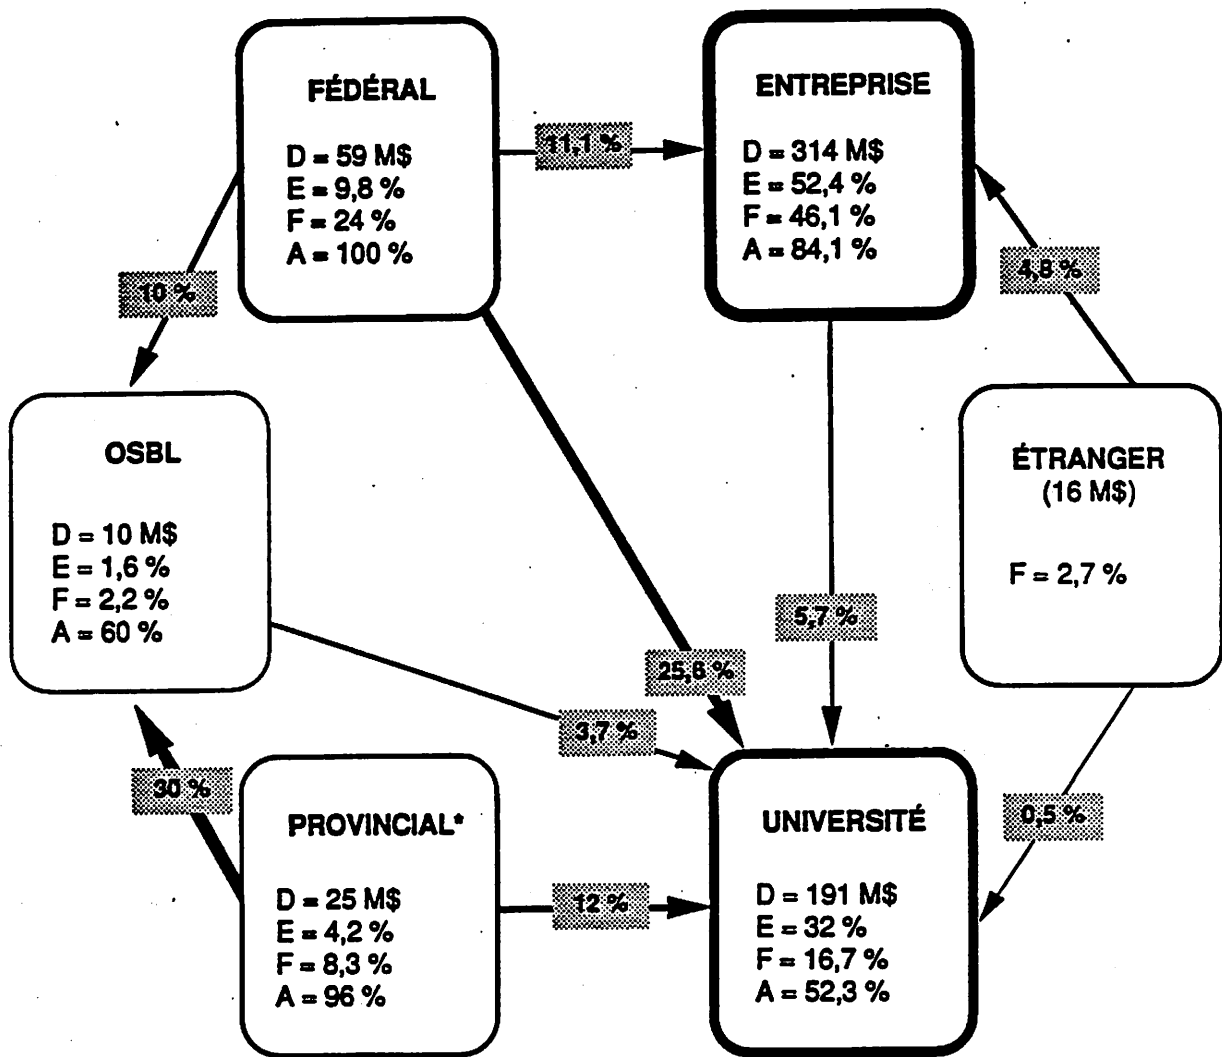 FÉDÉRAL
D = 59 M$
E = 9,8 %
F = 24 %
A = 100 %
11,1 %
ENTREPRISE
D = 314 M$
E = 52,4 %
F = 46,1 %
A = 84,1 %
10 %
4,8 %
OSBL
D = 10 M$
E = 1,6 %
F = 2,2 %
A = 60 %
ÉTRANGER
(16 M$)
F = 2,7 %
5,7 %
25,6 %
3,7 %
30 %
PROVINCIAL*
D = 25 M$
E = 4,2 %
F = 8,3 %
A = 96 %
12 %
UNIVERSITÉ
D = 191 M$
E = 32 %
F = 16,7 %
A = 52,3 %
0,5 %